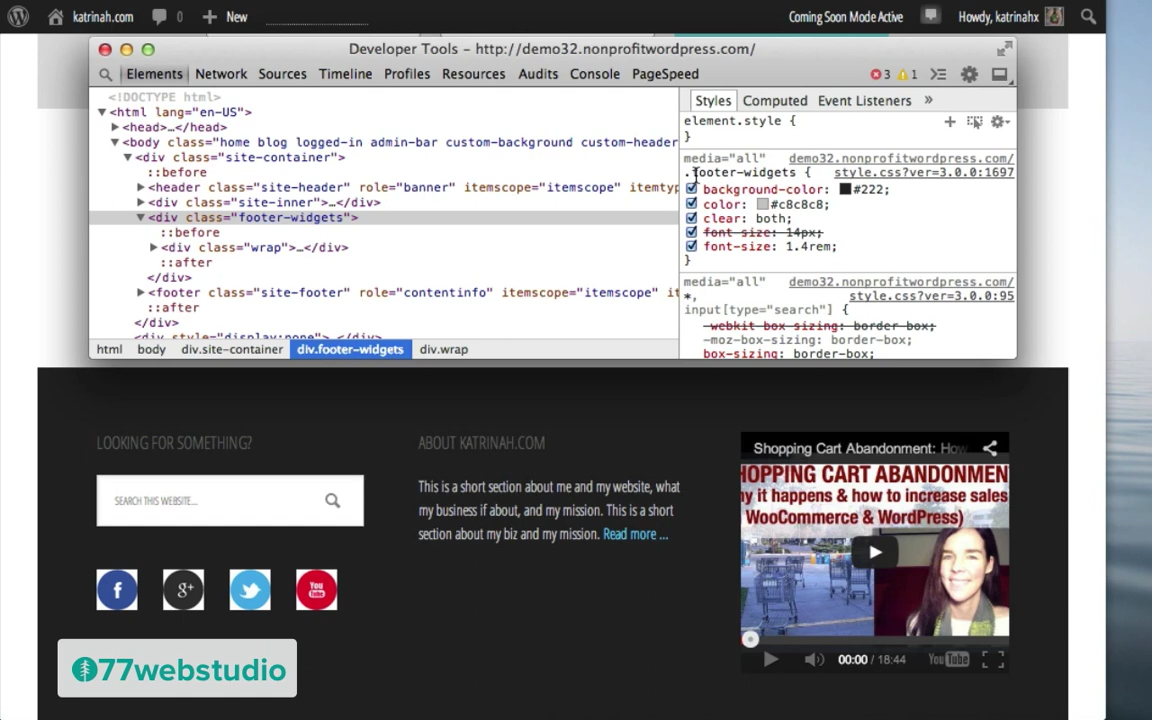 katrinah.com 0 New Coming Soon Mode Active Howdy, katrinahx
Developer Tools – http://demo32.nonprofitwordpress.com/
Elements Network Sources Timeline Profiles Resources Audits Console PageSpeed 3 1
<!DOCTYPE html>
<html lang="en-US">
<head>…</head>
<body class="home blog logged-in admin-bar custom-background custom-header
<div class="site-container">
::before
<header class="site-header" role="banner" itemscope="itemscope" itemtyp
<div class="site-inner">…</div>
<div class="footer-widgets">
::before
<div class="wrap">…</div>
::after
</div>
<footer class="site-footer" role="contentinfo" itemscope="itemscope" it
::after
</div>
<div style="display:none">…</div>
html body div.site-container div.footer-widgets div.wrap
Styles Computed Event Listeners »
element.style {
}
media="all" demo32.nonprofitwordpress.com/
.footer-widgets { style.css?ver=3.0.0:1697
background-color: #222;
color: #c8c8c8;
clear: both;
font-size: 14px;
font-size: 1.4rem;
}
media="all" demo32.nonprofitwordpress.com/
*, style.css?ver=3.0.0:95
input[type="search"] {
-webkit-box-sizing: border-box;
-moz-box-sizing: border-box;
box-sizing: border-box;
LOOKING FOR SOMETHING?
SEARCH THIS WEBSITE…
f g+ You Tube
77webstudio
ABOUT KATRINAH.COM
This is a short section about me and my website, what
my business if about, and my mission. This is a short
section about my biz and my mission. Read more …
Shopping Cart Abandonment: How
HOPPING CART ABANDONMEN
y it happens & how to increase sales
WooCommerce & WordPress)
00:00 / 18:44 YouTube